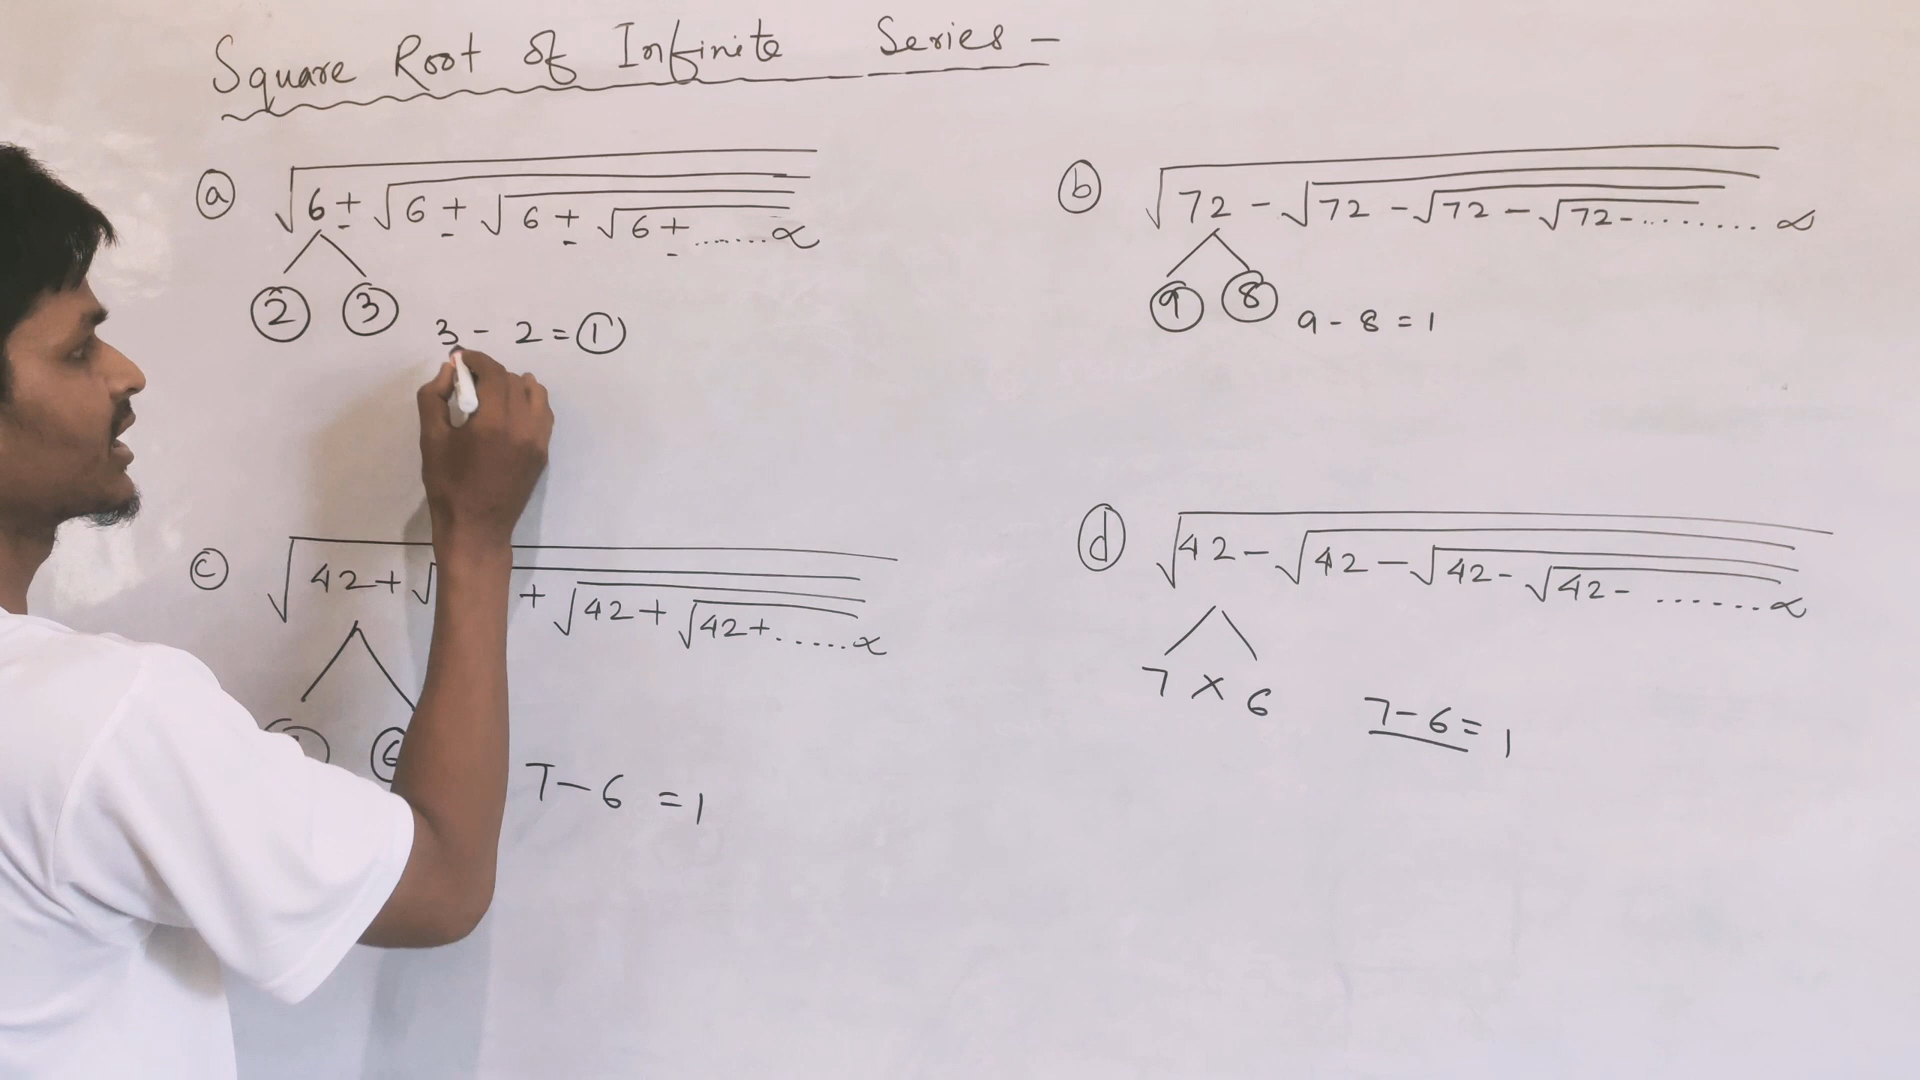 Square Root of Infinite Series -
ⓐ √6 ± √6 ± √6 ± √6 ± ....... ∝
② ③
3 - 2 = ①
ⓑ √72 - √72 - √72 - √72 - ........ ∝
⑨ ⑧
9 - 8 = 1
ⓒ √42 + √ + √42 + √42 + ...... ∝
7 - 6 = 1
ⓓ √42 - √42 - √42 - √42 - ....... ∝
7 × 6
7 - 6 = 1